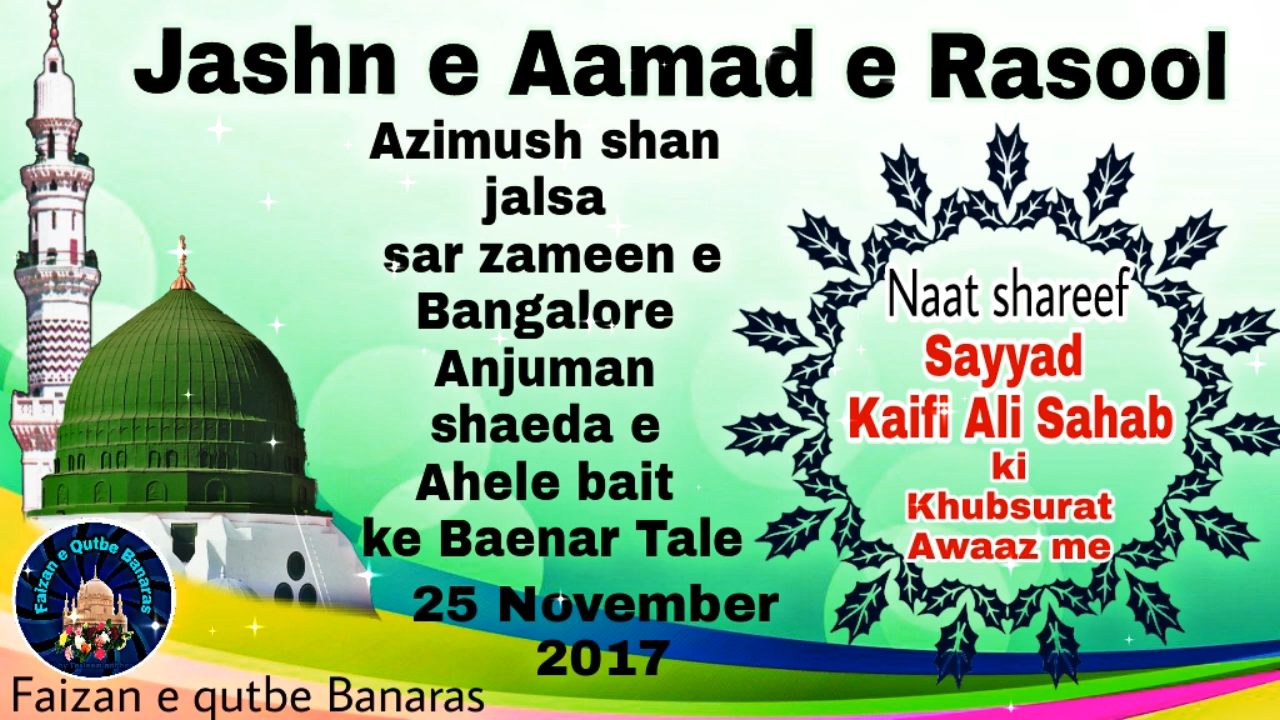 Jashn e Aamad e Rasool
Azimush shan
jalsa
sar zameen e
Bangalore
Anjuman
shaeda e
Ahele bait
ke Baenar Tale
25 November
2017
Naat shareef
Sayyad
Kaifi Ali Sahab
ki
Khubsurat
Awaaz me
Faizan e Qutbe Banaras
Faizan e qutbe Banaras